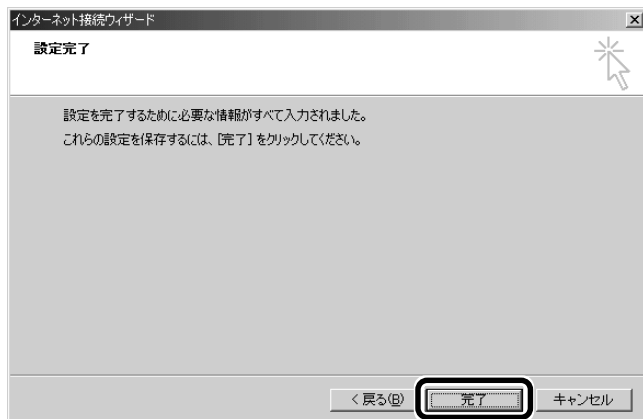 インターネット接続ウィザード
設定完了
設定を完了するために必要な情報がすべて入力されました。
これらの設定を保存するには、[完了] をクリックしてください。
< 戻る(B)
完了
キャンセル